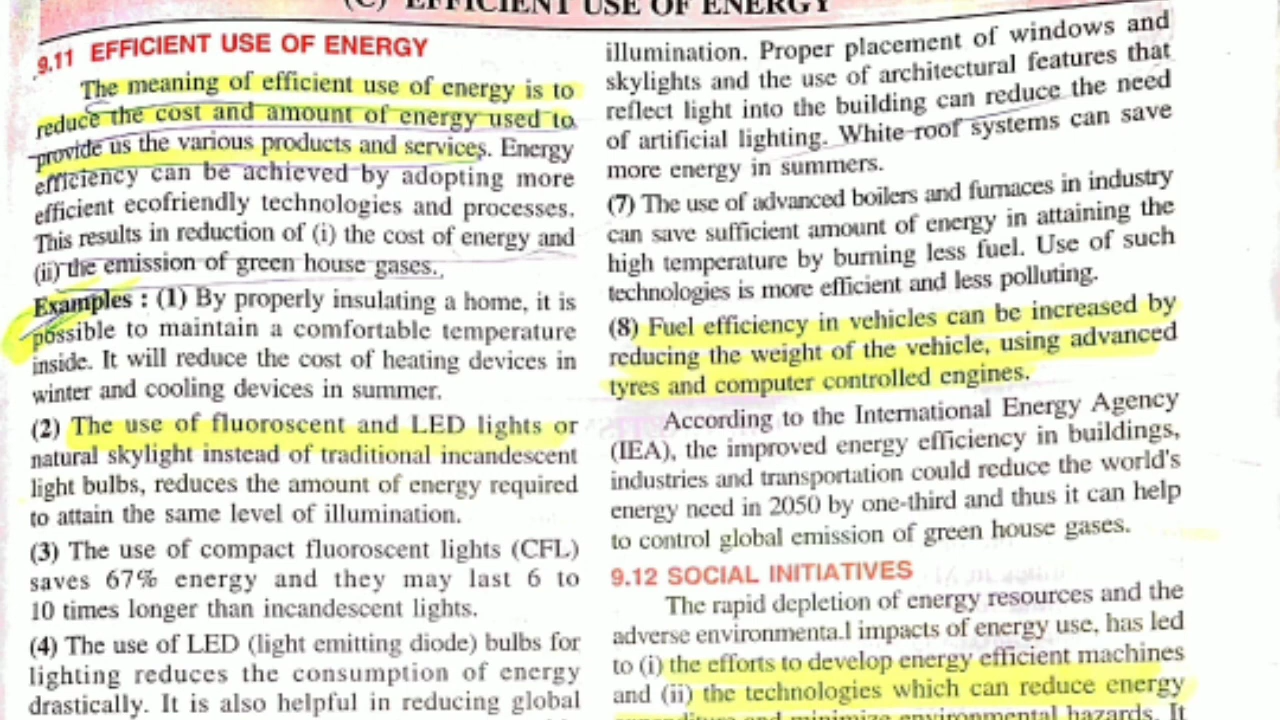 (C) EFFICIENT USE OF ENERGY
9.11 EFFICIENT USE OF ENERGY
The meaning of efficient use of energy is to
reduce the cost and amount of energy used to
provide us the various products and services. Energy
efficiency can be achieved by adopting more
efficient ecofriendly technologies and processes.
This results in reduction of (i) the cost of energy and
(ii) the emission of green house gases.
Examples : (1) By properly insulating a home, it is
possible to maintain a comfortable temperature
inside. It will reduce the cost of heating devices in
winter and cooling devices in summer.
(2) The use of fluoroscent and LED lights or
natural skylight instead of traditional incandescent
light bulbs, reduces the amount of energy required
to attain the same level of illumination.
(3) The use of compact fluoroscent lights (CFL)
saves 67% energy and they may last 6 to
10 times longer than incandescent lights.
(4) The use of LED (light emitting diode) bulbs for
lighting reduces the consumption of energy
drastically. It is also helpful in reducing global
illumination. Proper placement of windows and
skylights and the use of architectural features that
reflect light into the building can reduce the need
of artificial lighting. White roof systems can save
more energy in summers.
(7) The use of advanced boilers and furnaces in industry
can save sufficient amount of energy in attaining the
high temperature by burning less fuel. Use of such
technologies is more efficient and less polluting.
(8) Fuel efficiency in vehicles can be increased by
reducing the weight of the vehicle, using advanced
tyres and computer controlled engines.
According to the International Energy Agency
(IEA), the improved energy efficiency in buildings,
industries and transportation could reduce the world's
energy need in 2050 by one-third and thus it can help
to control global emission of green house gases.
9.12 SOCIAL INITIATIVES
The rapid depletion of energy resources and the
adverse environmenta.l impacts of energy use, has led
to (i) the efforts to develop energy efficient machines
and (ii) the technologies which can reduce energy
expenditure and minimize environmental hazards. It